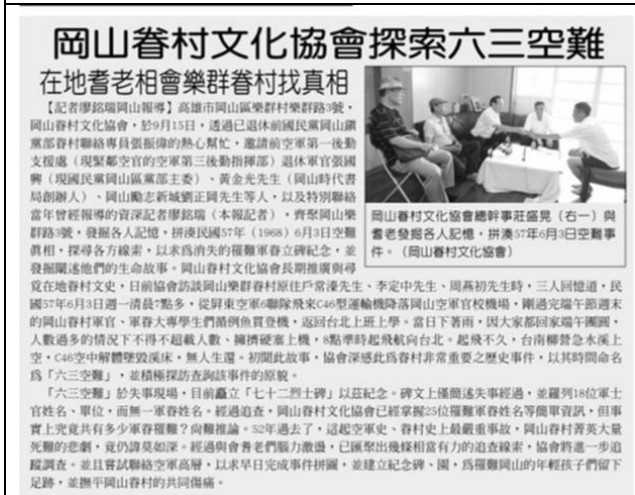 岡山眷村文化協會探索六三空難
在地耆老相會樂群眷村找真相
【記者廖銘瑞岡山報導】高雄市岡山區樂群村樂群路3號，
岡山眷村文化協會，於9月15日，透過已退休前國民黨岡山鎮
黨部眷村聯絡專員張振偉的熱心幫忙，邀請前空軍第一後勤
支援處（現緊鄰空官的空軍第三後勤指揮部）退休軍官張國
興（現國民黨岡山區黨部主委）、黃金光先生（岡山時代書
局創辦人）、岡山勵志新城劉正同先生等人，以及特別聯絡
當年曾經報導的資深記者廖銘瑞（本報記者），齊聚岡山樂
群路3號，發掘各人記憶，拼湊民國57年（1968）6月3日空難
真相，探尋各方線索，以求為消失的罹難軍眷立碑紀念，並
發掘闡述他們的生命故事。岡山眷村文化協會長期推廣與尋
岡山眷村文化協會總幹事莊盛晃（右一）與
耆老發掘各人記憶，拼湊57年6月3日空難事
件。（岡山眷村文化協會）
覓在地眷村文史，日前協會訪談岡山樂群眷村原住戶常濠先生、李定中先生、周燕初先生時，三人回憶道，民
國57年6月3日週一清晨7點多，從屏東空軍6聯隊飛來C46型運輸機降落岡山空軍官校機場，剛過完端午節週末
的岡山眷村軍官、軍眷大專學生們循例魚貫登機，返回台北上班上學。當日下著雨，因大家都回家端午團圓，
人數過多的情況下不得不超載人數、擁擠硬塞上機，8點準時起飛航向台北。起飛不久，台南柳營急水溪上
空，C46空中解體墜毀溪床，無人生還。初聞此故事，協會深感此為眷村非常重要之歷史事件，以其時間命名
為「六三空難」，並積極探訪查詢該事件的原貌。
「六三空難」於失事現場，目前矗立「七十二烈士碑」以茲紀念。碑文上僅簡述失事經過，並羅列18位軍士
官姓名、單位，而無一軍眷姓名。經過追查，岡山眷村文化協會已經掌握25位罹難軍眷姓名等簡單資訊，但事
實上究竟共有多少軍眷罹難？尚難推論。52年過去了，這起空軍史、眷村史上最嚴重事故，岡山眷村菁英大量
死難的悲劇，竟仍諱莫如深。經過與會耆老們腦力激盪，已匯聚出幾條相當有力的追查線索，協會將進一步追
蹤調查。並且嘗試聯絡空軍高層，以求早日完成事件拼圖，並建立紀念碑、園，為罹難岡山的年輕孩子們留下
足跡，並撫平岡山眷村的共同傷痛。